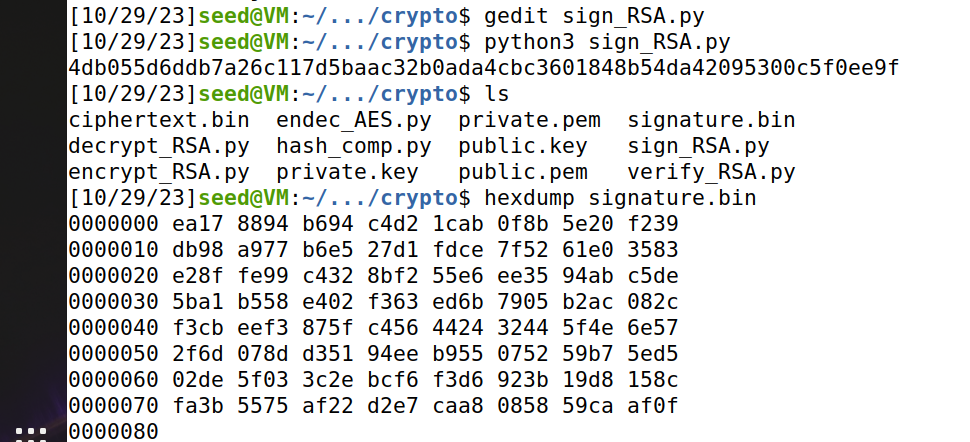 [10/29/23]seed@VM:~/.../crypto$ gedit sign_RSA.py
[10/29/23]seed@VM:~/.../crypto$ python3 sign_RSA.py
4db055d6ddb7a26c117d5baac32b0ada4cbc3601848b54da42095300c5f0ee9f
[10/29/23]seed@VM:~/.../crypto$ ls
ciphertext.bin  endec_AES.py  private.pem  signature.bin
decrypt_RSA.py  hash_comp.py  public.key   sign_RSA.py
encrypt_RSA.py  private.key   public.pem   verify_RSA.py
[10/29/23]seed@VM:~/.../crypto$ hexdump signature.bin
0000000 ea17 8894 b694 c4d2 1cab 0f8b 5e20 f239
0000010 db98 a977 b6e5 27d1 fdce 7f52 61e0 3583
0000020 e28f fe99 c432 8bf2 55e6 ee35 94ab c5de
0000030 5ba1 b558 e402 f363 ed6b 7905 b2ac 082c
0000040 f3cb eef3 875f c456 4424 3244 5f4e 6e57
0000050 2f6d 078d d351 94ee b955 0752 59b7 5ed5
0000060 02de 5f03 3c2e bcf6 f3d6 923b 19d8 158c
0000070 fa3b 5575 af22 d2e7 caa8 0858 59ca af0f
0000080